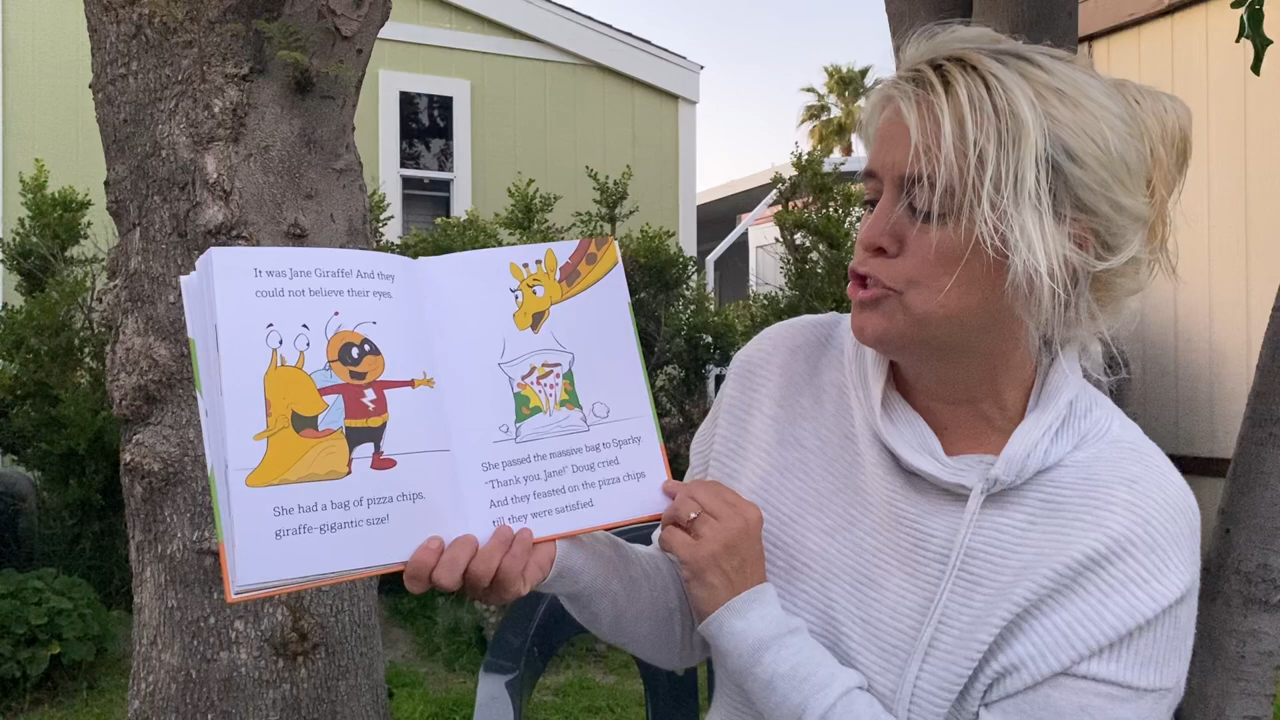 It was Jane Giraffe! And they
could not believe their eyes.
She had a bag of pizza chips,
giraffe-gigantic size!
She passed the massive bag to Sparky.
"Thank you, Jane!" Doug cried.
And they feasted on the pizza chips
till they were satisfied.